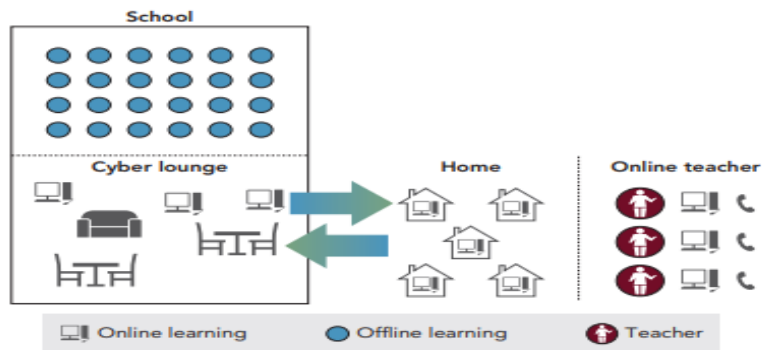 School
Cyber lounge
Home
Online teacher
Online learning
Offline learning
Teacher